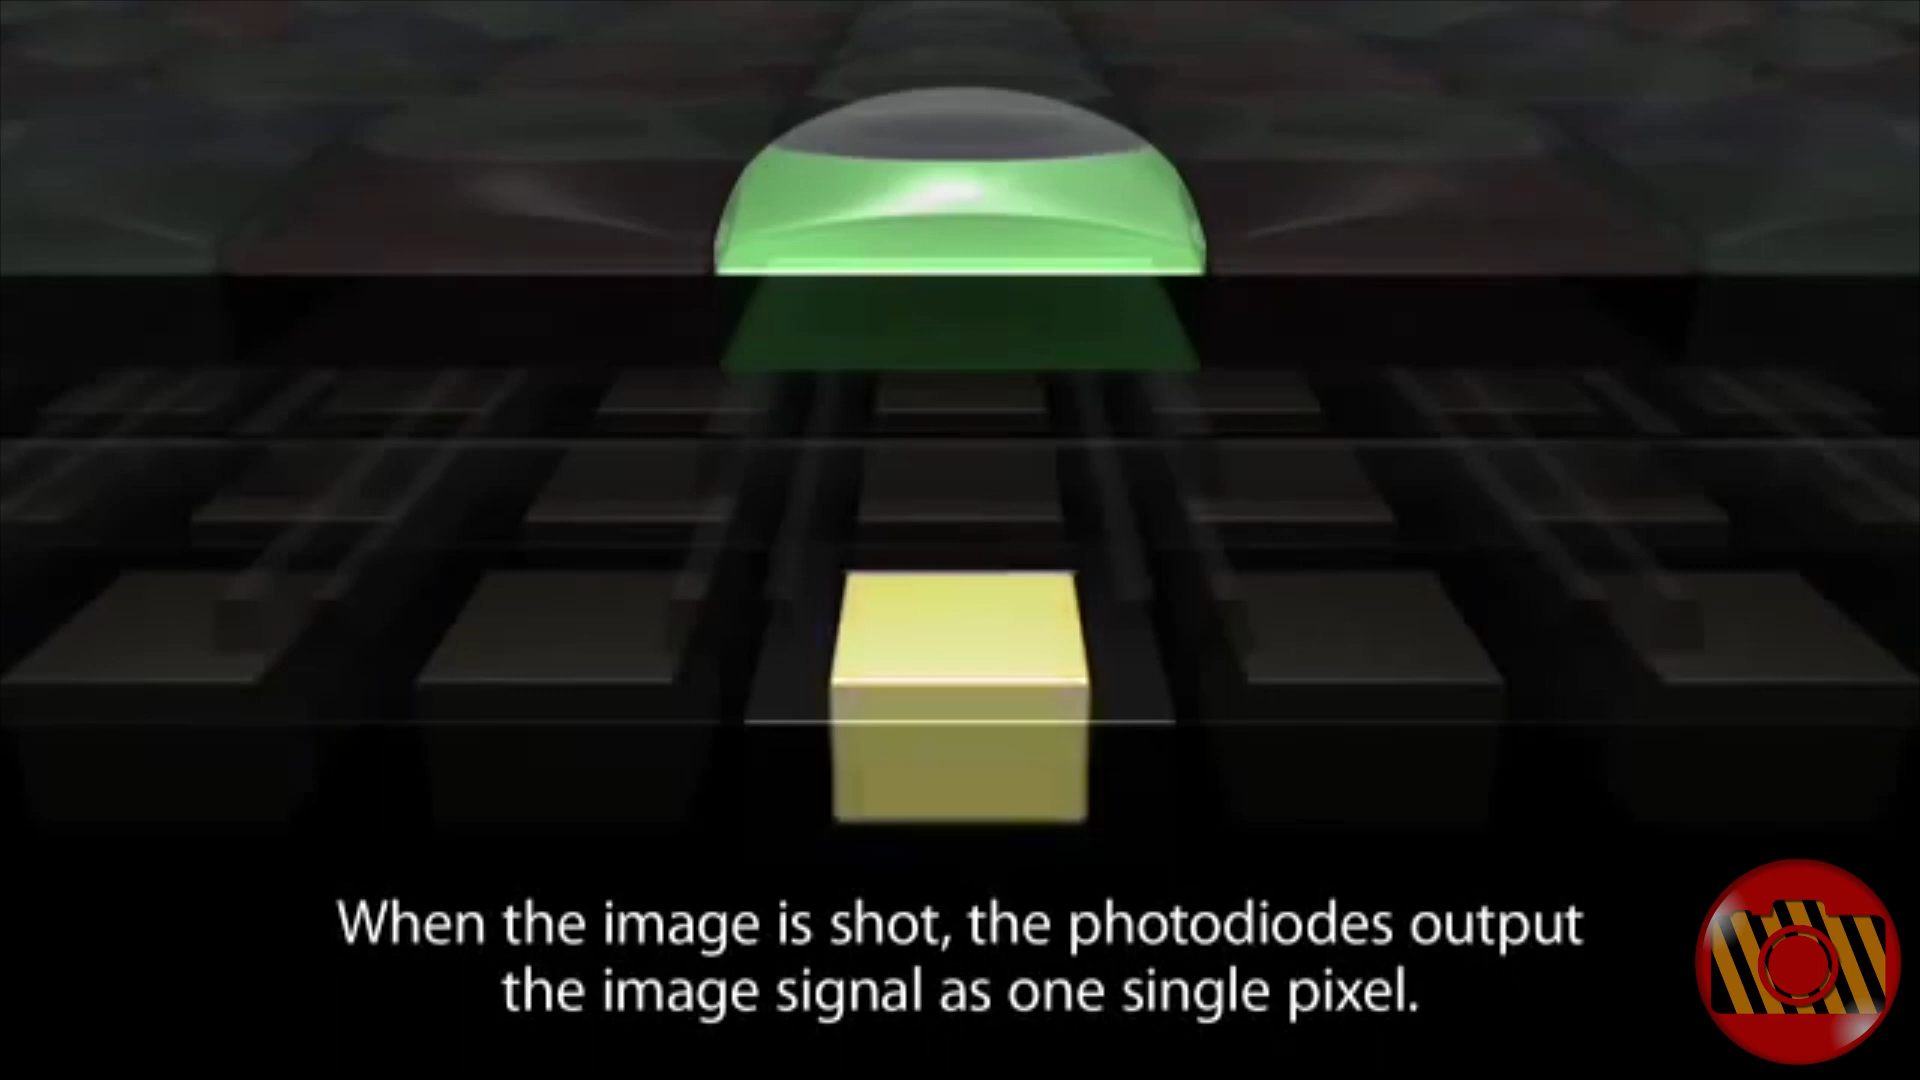 When the image is shot, the photodiodes output
the image signal as one single pixel.